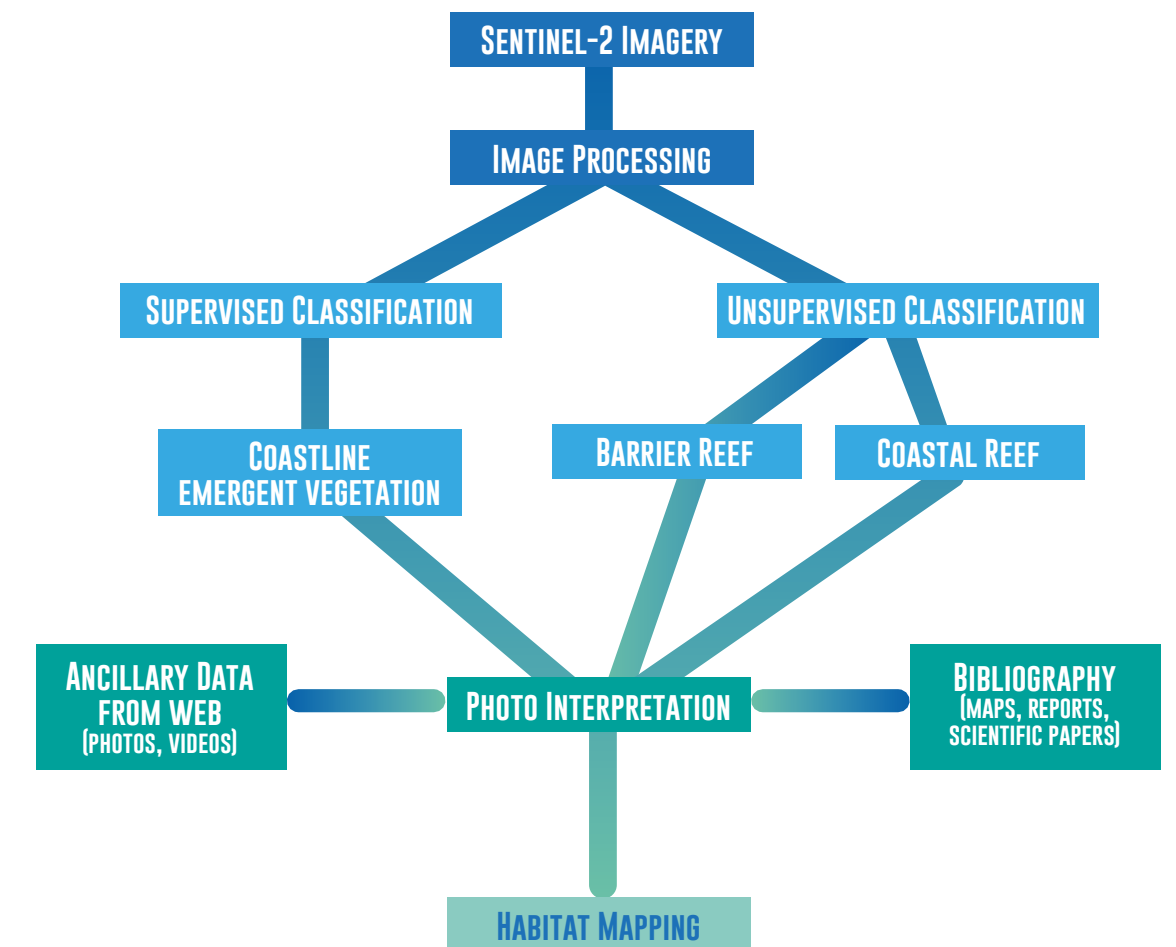 SENTINEL-2 IMAGERY
IMAGE PROCESSING
SUPERVISED CLASSIFICATION
UNSUPERVISED CLASSIFICATION
COASTLINE
EMERGENT VEGETATION
BARRIER REEF
COASTAL REEF
ANCILLARY DATA
FROM WEB
(PHOTOS, VIDEOS)
PHOTO INTERPRETATION
BIBLIOGRAPHY
(MAPS, REPORTS,
SCIENTIFIC PAPERS)
HABITAT MAPPING